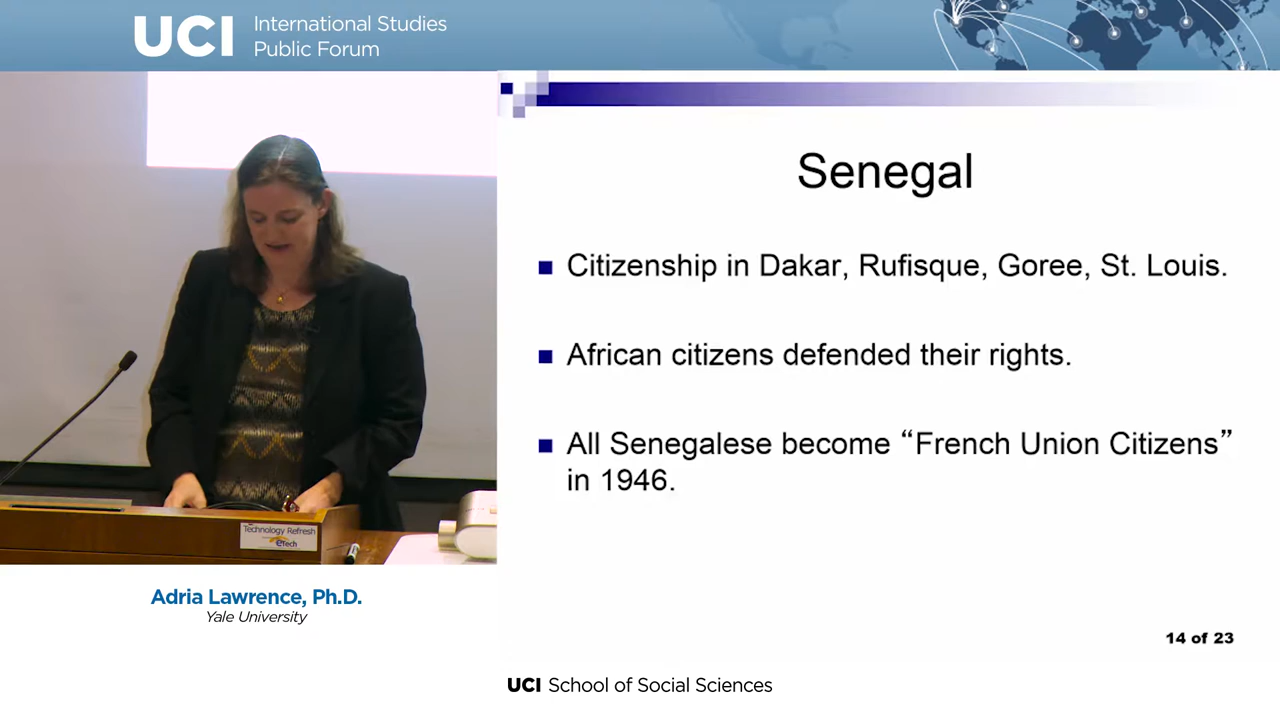 UCI International Studies
Public Forum
Senegal
Citizenship in Dakar, Rufisque, Goree, St. Louis.
African citizens defended their rights.
All Senegalese become “French Union Citizens”
in 1946.
Technology Refresh
eTech
Adria Lawrence, Ph.D.
Yale University
14 of 23
UCI School of Social Sciences